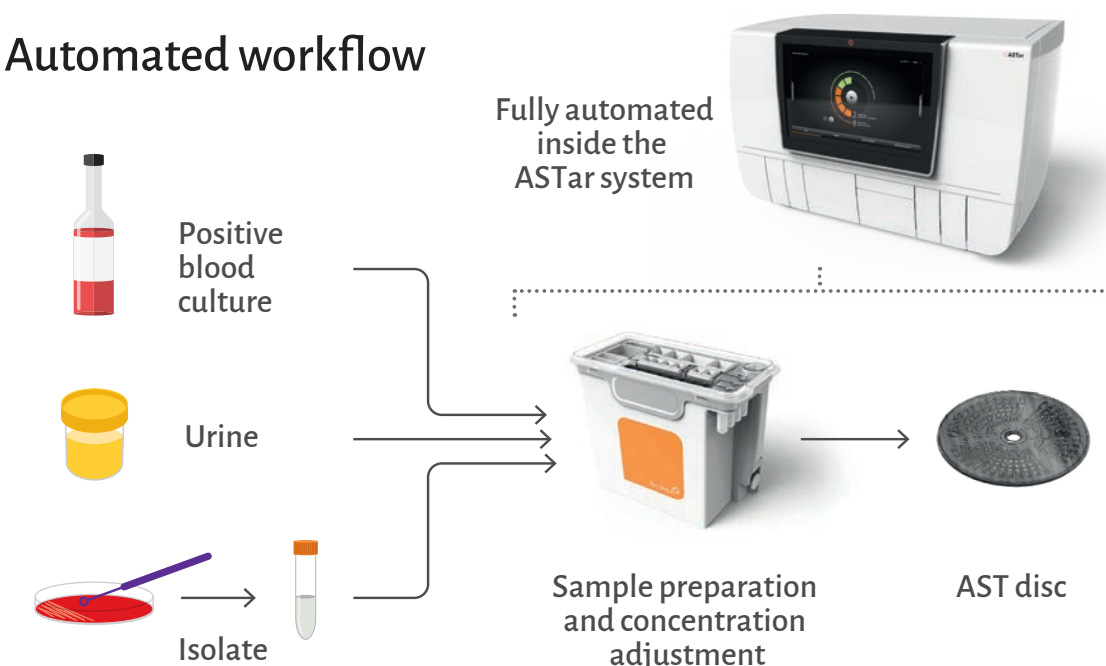 Automated workflow
Fully automated
inside the
ASTar system
ASTar
Positive
blood
culture
Urine
Isolate
Sample preparation
and concentration
adjustment
AST disc